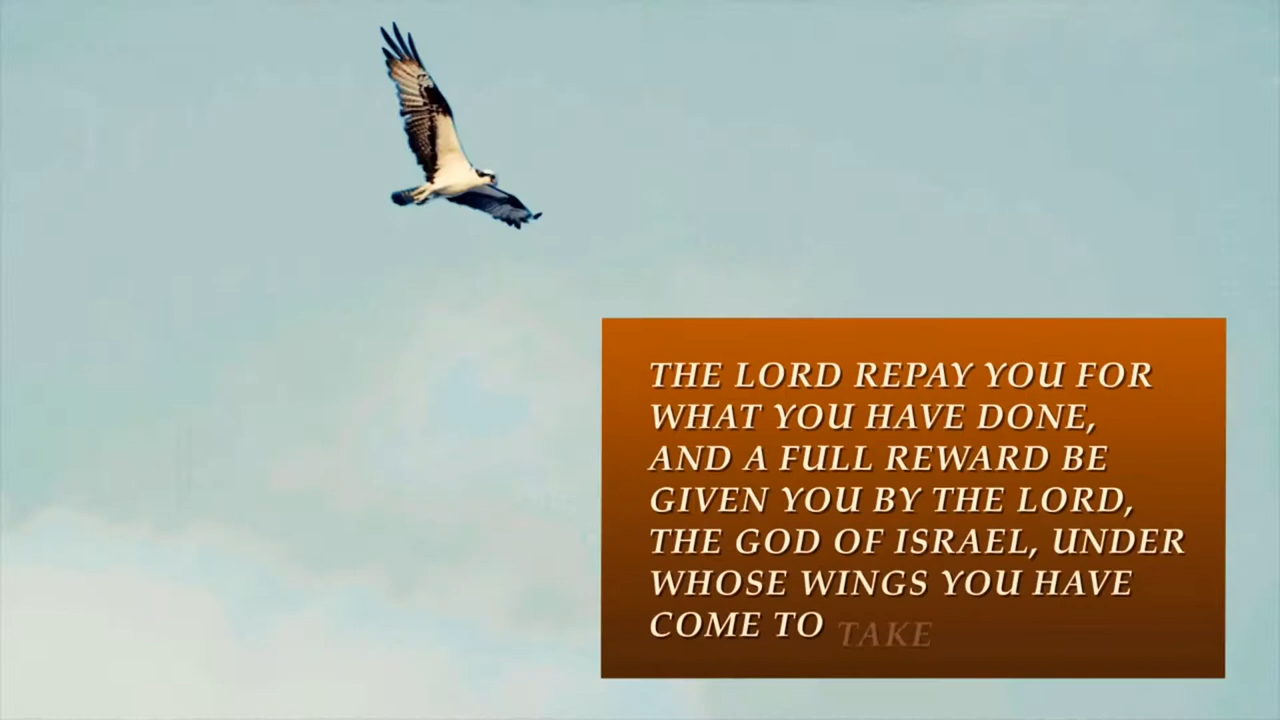 THE LORD REPAY YOU FOR
WHAT YOU HAVE DONE,
AND A FULL REWARD BE
GIVEN YOU BY THE LORD,
THE GOD OF ISRAEL, UNDER
WHOSE WINGS YOU HAVE
COME TO TAKE